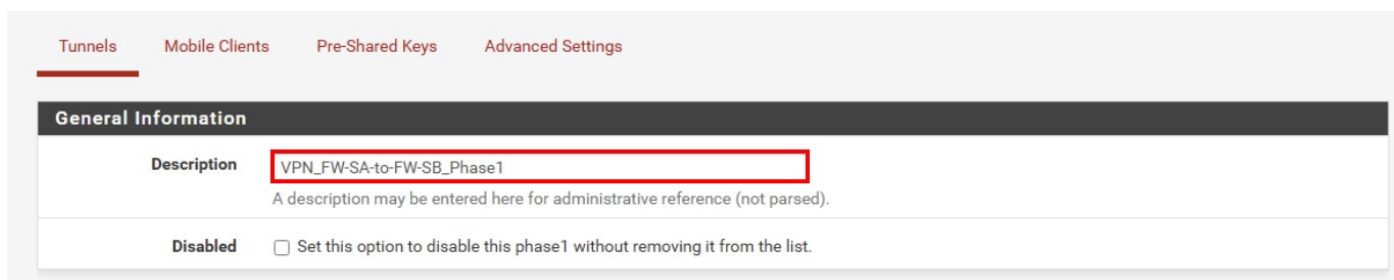 Tunnels Mobile Clients Pre-Shared Keys Advanced Settings
General Information
Description VPN_FW-SA-to-FW-SB_Phase1
A description may be entered here for administrative reference (not parsed).
Disabled Set this option to disable this phase1 without removing it from the list.